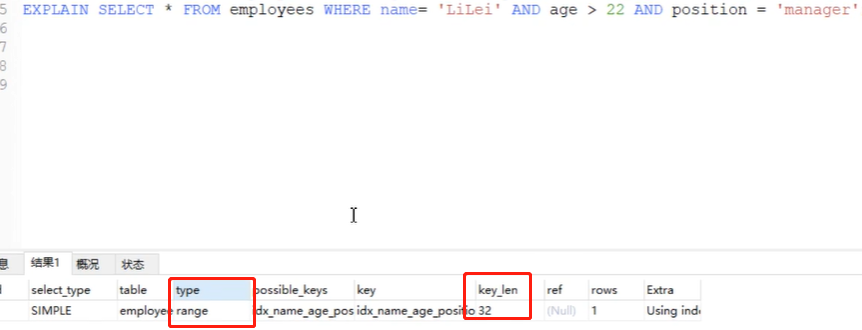 5 EXPLAIN SELECT * FROM employees WHERE name= 'LiLei' AND age > 22 AND position = 'manager'
6
7
8
9
息 结果1 概况 状态
select_type table type possible_keys key key_len ref rows Extra
SIMPLE employee range idx_name_age_pos idx_name_age_positio 32 (Null) 1 Using inde